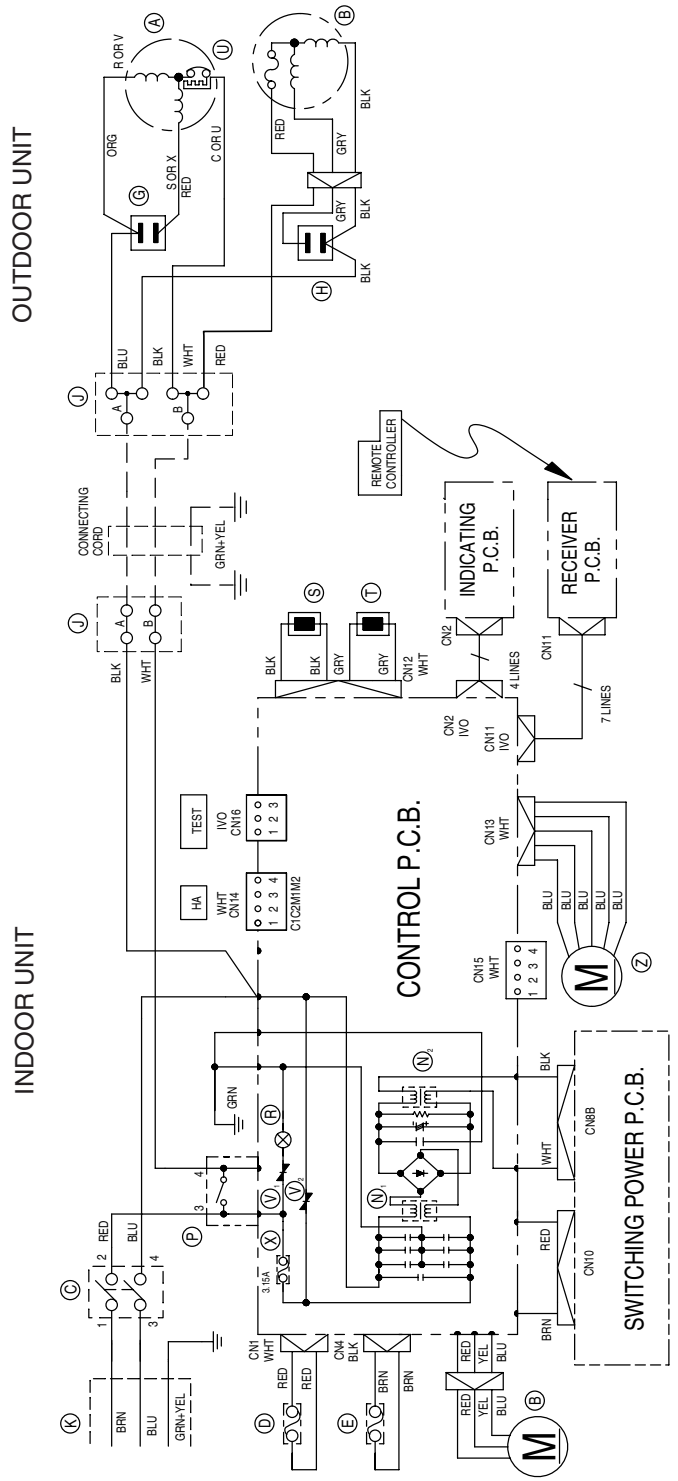 INDOOR UNIT
OUTDOOR UNIT
K
BRN
BLU
GRN+YEL
C
1
2
3
4
RED
BLU
P
3
4
GRN
BLK
WHT
J
A
B
CONNECTING
CORD
GRN+YEL
J
A
B
BLU
BLK
WHT
RED
G
ORG
R OR V
A
S OR X
RED
U
C OR U
H
GRY
BLK
BLK
RED
GRY
BLK
B
D
RED
RED
CN1
WHT
E
BRN
BRN
CN4
BLK
X
3.15A
V1
V2
R
N1
N2
HA
WHT
CN14
1 2 3 4
C1C2M1M2
TEST
IVO
CN16
1 2 3
BLK
BLK
GRY
GRY
S
T
CN12
WHT
CONTROL P.C.B.
REMOTE
CONTROLLER
CN2
IVO
4 LINES
CN2
INDICATING
P.C.B.
CN11
IVO
7 LINES
CN11
RECEIVER
P.C.B.
CN13
WHT
BLU
BLU
BLU
BLU
BLU
M
Z
CN15
WHT
1 2 3 4
B
M
RED
YEL
BLU
RED
YEL
BLU
BRN
RED
CN10
WHT
BLK
CN8B
SWITCHING POWER P.C.B.